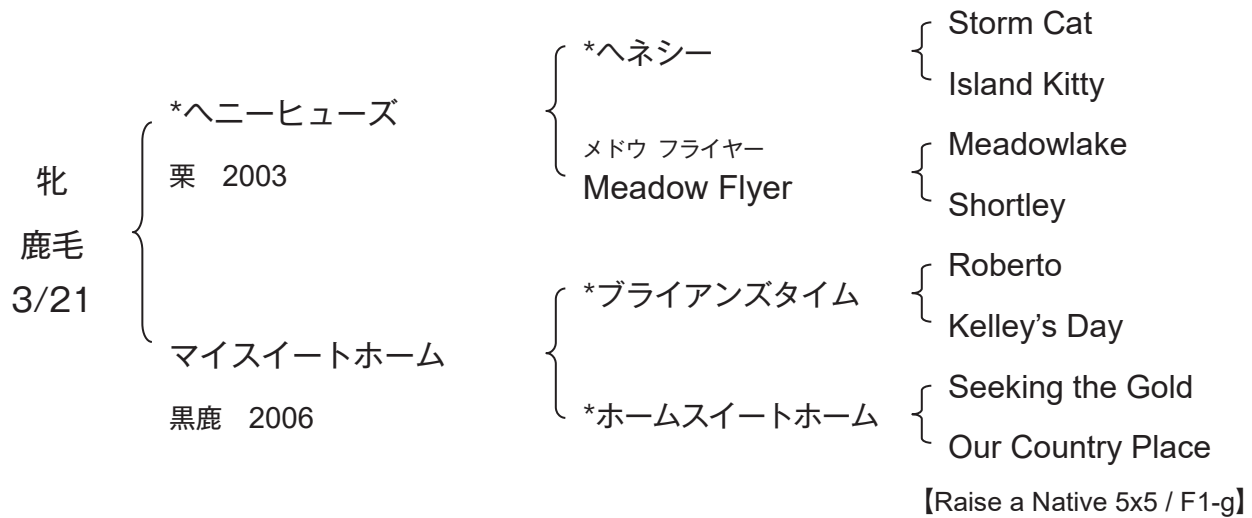 牝
鹿毛
3/21
*ヘニーヒューズ
栗　2003
マイスイートホーム
黒鹿　2006
*ヘネシー
メドウ フライヤー
Meadow Flyer
*ブライアンズタイム
*ホームスイートホーム
Storm Cat
Island Kitty
Meadowlake
Shortley
Roberto
Kelley’s Day
Seeking the Gold
Our Country Place
【Raise a Native 5x5 / F1-g】